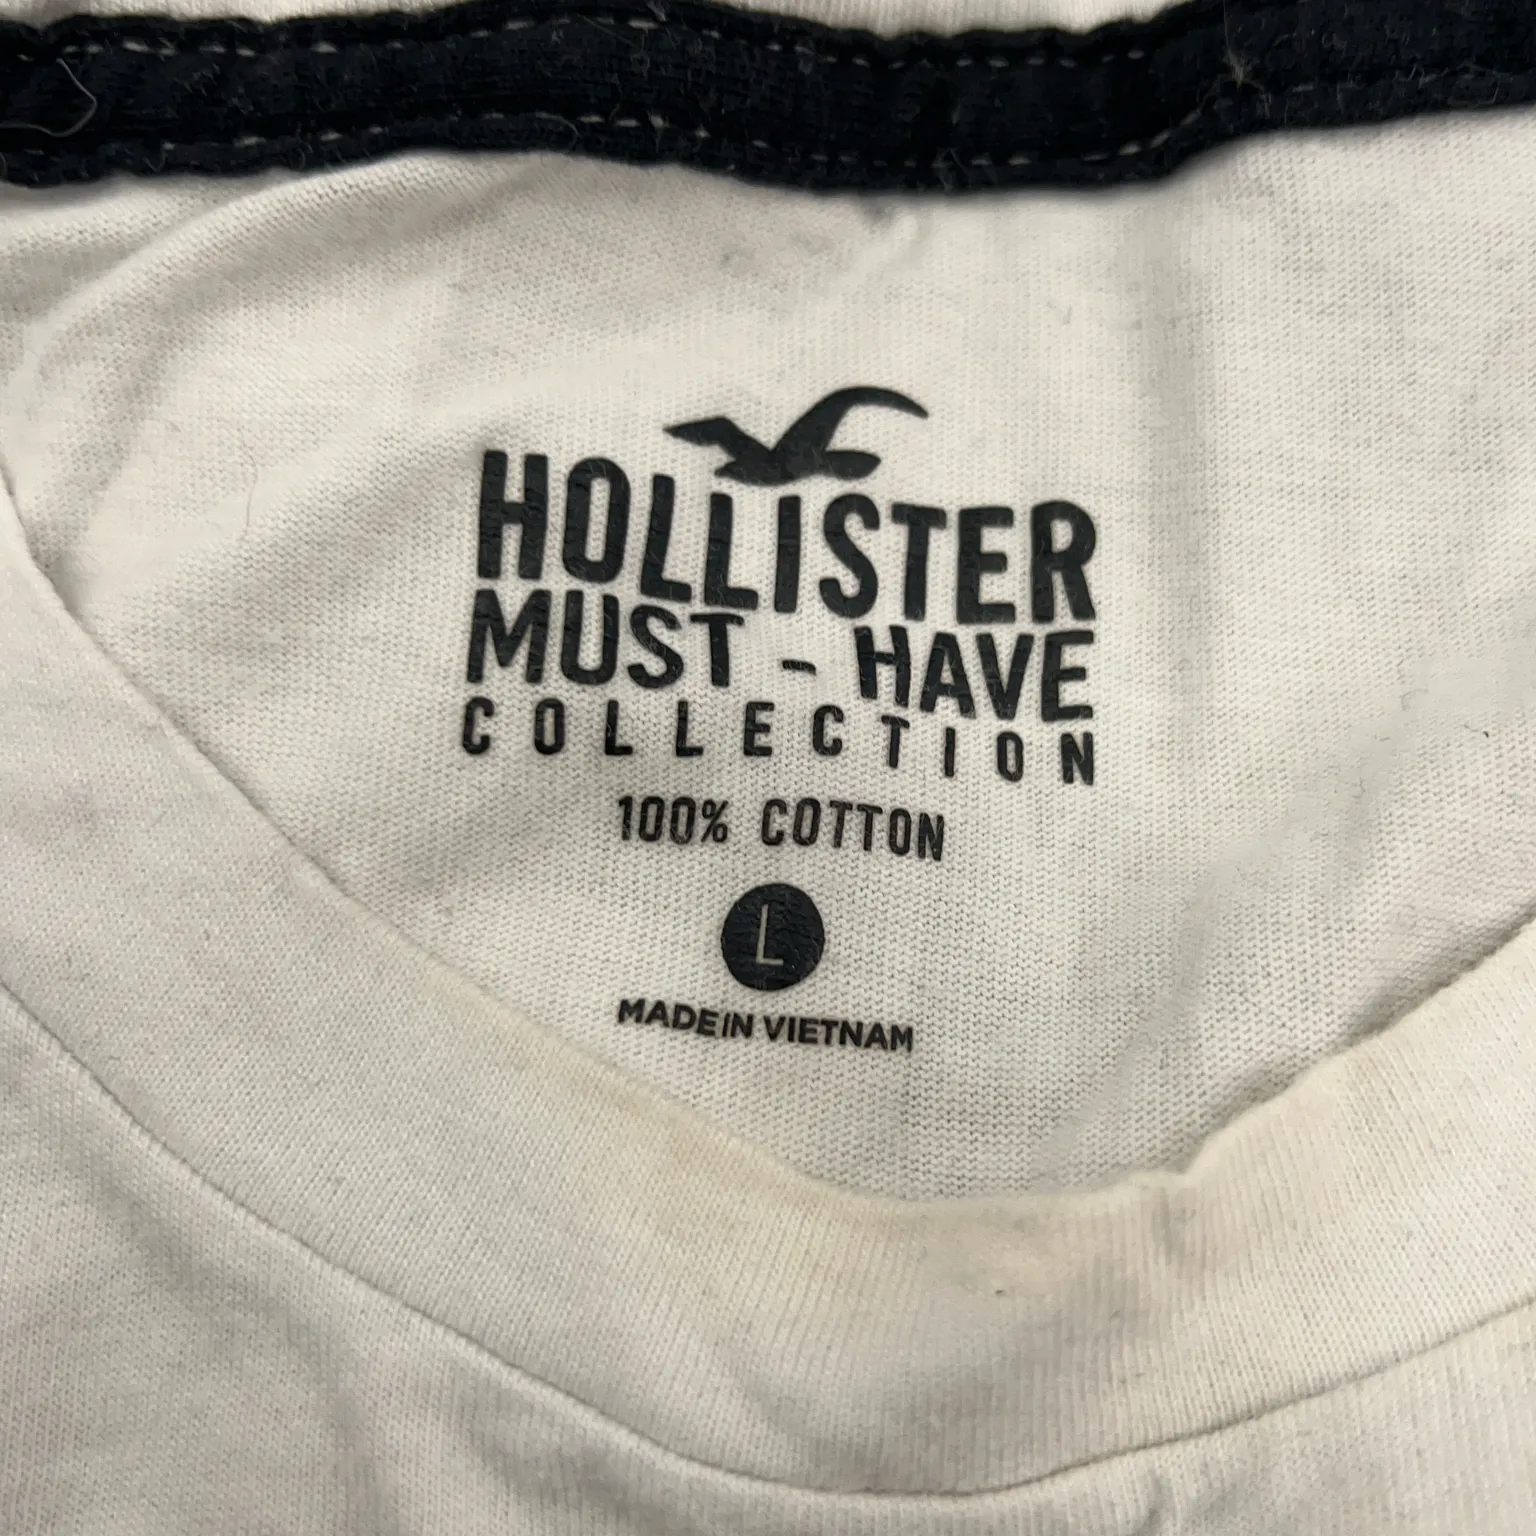 HOLLISTER
MUST - HAVE
COLLECTION
100% COTTON
L
MADE IN VIETNAM